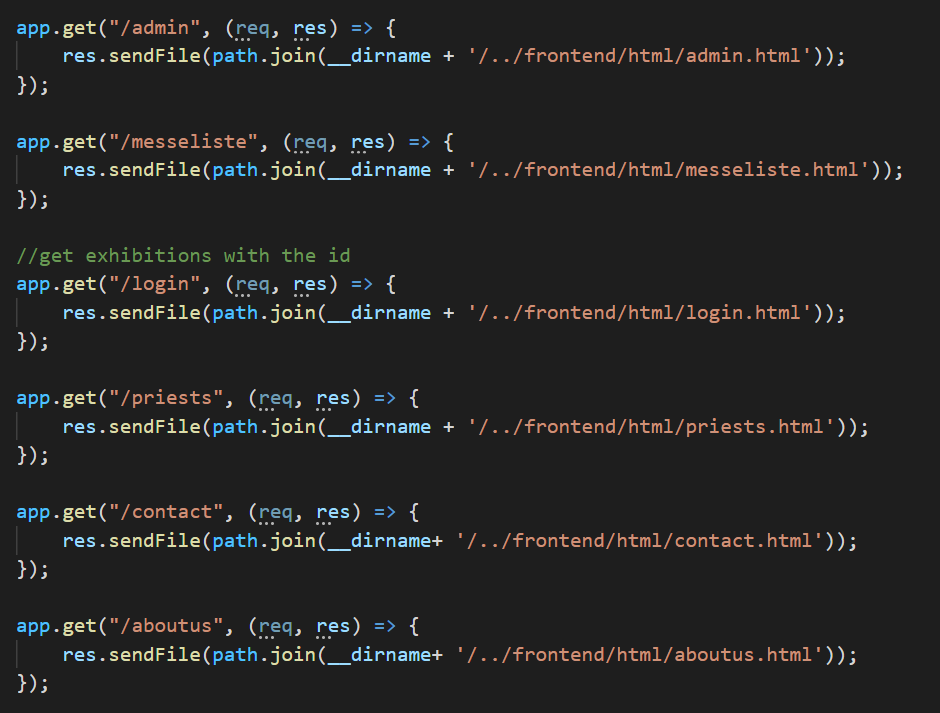 app.get("/admin", (req, res) => {
    res.sendFile(path.join(__dirname + '/../frontend/html/admin.html'));
});

app.get("/messeliste", (req, res) => {
    res.sendFile(path.join(__dirname + '/../frontend/html/messeliste.html'));
});

//get exhibitions with the id
app.get("/login", (req, res) => {
    res.sendFile(path.join(__dirname + '/../frontend/html/login.html'));
});

app.get("/priests", (req, res) => {
    res.sendFile(path.join(__dirname + '/../frontend/html/priests.html'));
});

app.get("/contact", (req, res) => {
    res.sendFile(path.join(__dirname+ '/../frontend/html/contact.html'));
});

app.get("/aboutus", (req, res) => {
    res.sendFile(path.join(__dirname+ '/../frontend/html/aboutus.html'));
});